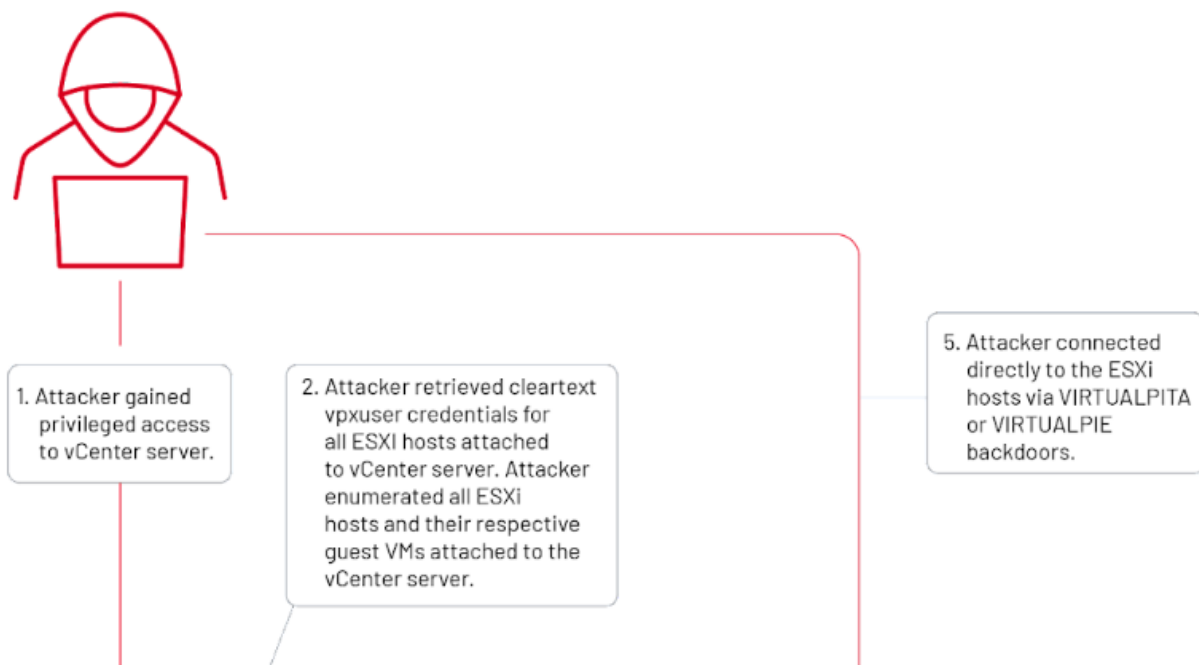 1. Attacker gained
privileged access
to vCenter server.
2. Attacker retrieved cleartext
vpxuser credentials for
all ESXI hosts attached
to vCenter server. Attacker
enumerated all ESXi
hosts and their respective
guest VMs attached to the
vCenter server.
5. Attacker connected
directly to the ESXi
hosts via VIRTUALPITA
or VIRTUALPIE
backdoors.